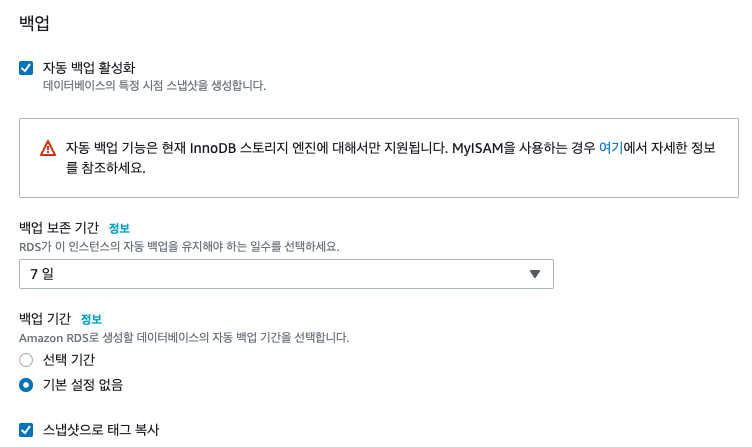 백업
자동 백업 활성화
데이터베이스의 특정 시점 스냅샷을 생성합니다.
자동 백업 기능은 현재 InnoDB 스토리지 엔진에 대해서만 지원됩니다. MyISAM을 사용하는 경우 여기에서 자세한 정보
를 참조하세요.
백업 보존 기간 정보
RDS가 이 인스턴스의 자동 백업을 유지해야 하는 일수를 선택하세요.
7 일
백업 기간 정보
Amazon RDS로 생성할 데이터베이스의 자동 백업 기간을 선택합니다.
선택 기간
기본 설정 없음
스냅샷으로 태그 복사